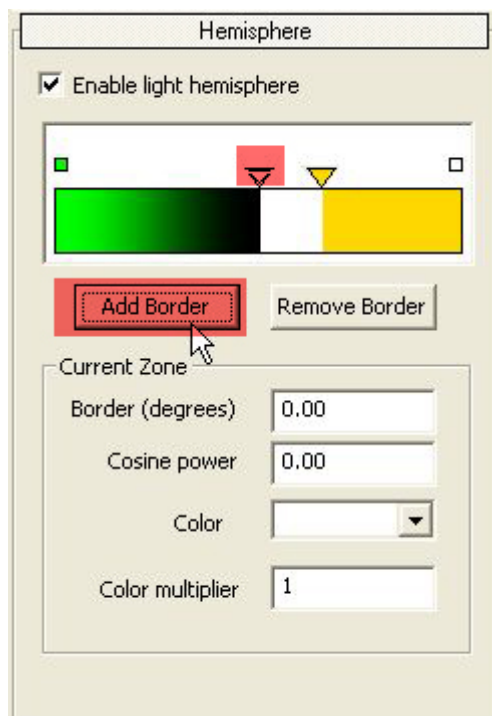 Hemisphere
Enable light hemisphere
Add Border
Remove Border
Current Zone
Border (degrees) 0.00
Cosine power 0.00
Color
Color multiplier 1